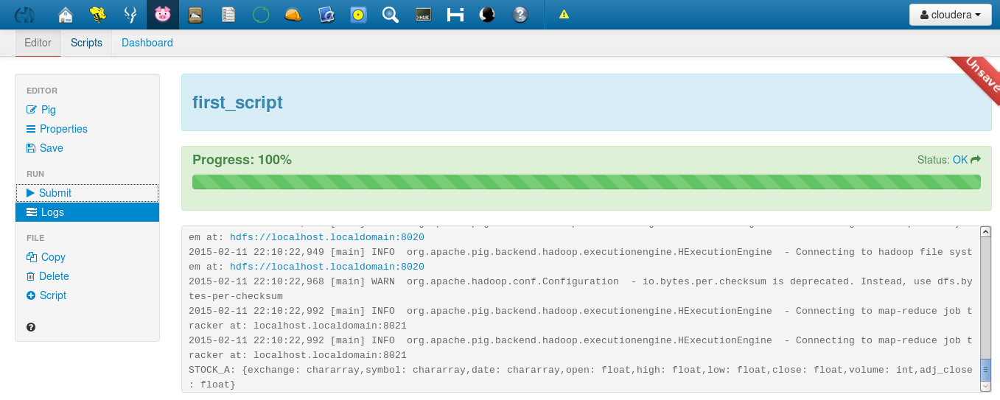 HUE
cloudera
Editor
Scripts
Dashboard
Unsave
EDITOR
Pig
Properties
Save
RUN
Submit
Logs
FILE
Copy
Delete
Script
first_script
Progress: 100%
Status: OK
em at: hdfs://localhost.localdomain:8020
2015-02-11 22:10:22,949 [main] INFO  org.apache.pig.backend.hadoop.executionengine.HExecutionEngine  - Connecting to hadoop file syst
em at: hdfs://localhost.localdomain:8020
2015-02-11 22:10:22,968 [main] WARN  org.apache.hadoop.conf.Configuration  - io.bytes.per.checksum is deprecated. Instead, use dfs.by
tes-per-checksum
2015-02-11 22:10:22,992 [main] INFO  org.apache.pig.backend.hadoop.executionengine.HExecutionEngine  - Connecting to map-reduce job t
racker at: localhost.localdomain:8021
2015-02-11 22:10:22,992 [main] INFO  org.apache.pig.backend.hadoop.executionengine.HExecutionEngine  - Connecting to map-reduce job t
racker at: localhost.localdomain:8021
STOCK_A: {exchange: chararray,symbol: chararray,date: chararray,open: float,high: float,low: float,close: float,volume: int,adj_close
: float}